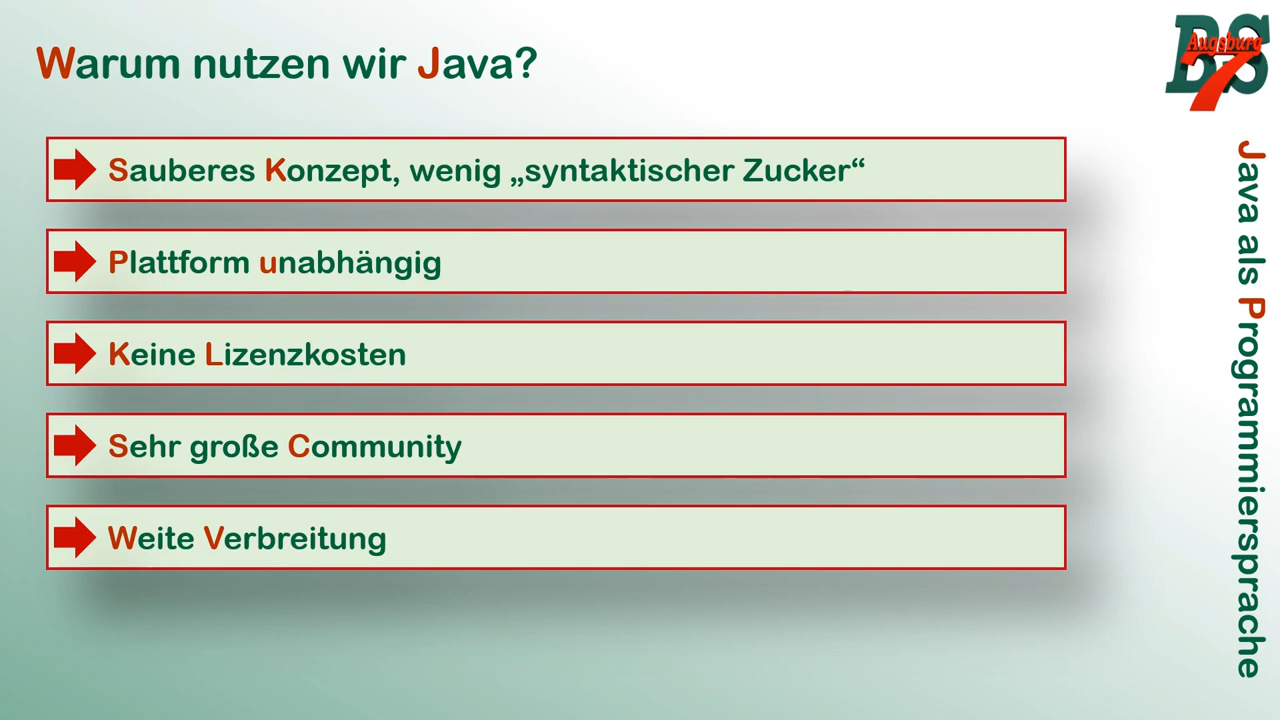 Warum nutzen wir Java?
Sauberes Konzept, wenig „syntaktischer Zucker“
Plattform unabhängig
Keine Lizenzkosten
Sehr große Community
Weite Verbreitung
BS
Augsburg
7
Java als Programmiersprache